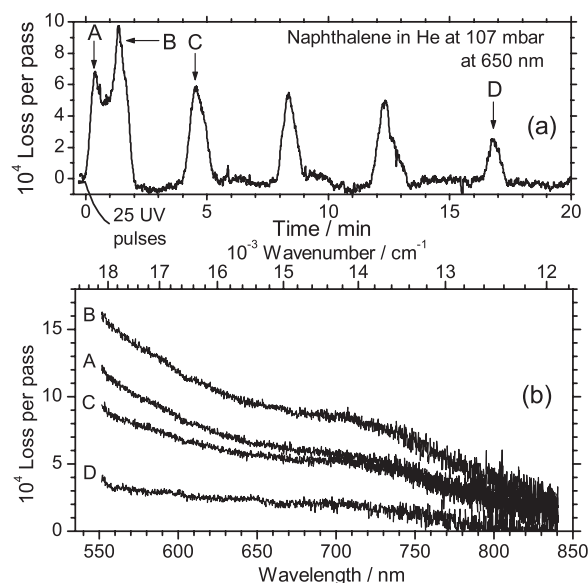 Naphthalene in He at 107 mbar
at 650 nm
A
B
C
D
(a)
10⁴ Loss per pass
10
8
6
4
2
0
0 5 10 15 20
25 UV
pulses
Time / min
10⁻³ Wavenumber / cm⁻¹
18 17 16 15 14 13 12
B
A
C
D
(b)
10⁴ Loss per pass
15
10
5
0
550 600 650 700 750 800 850
Wavelength / nm